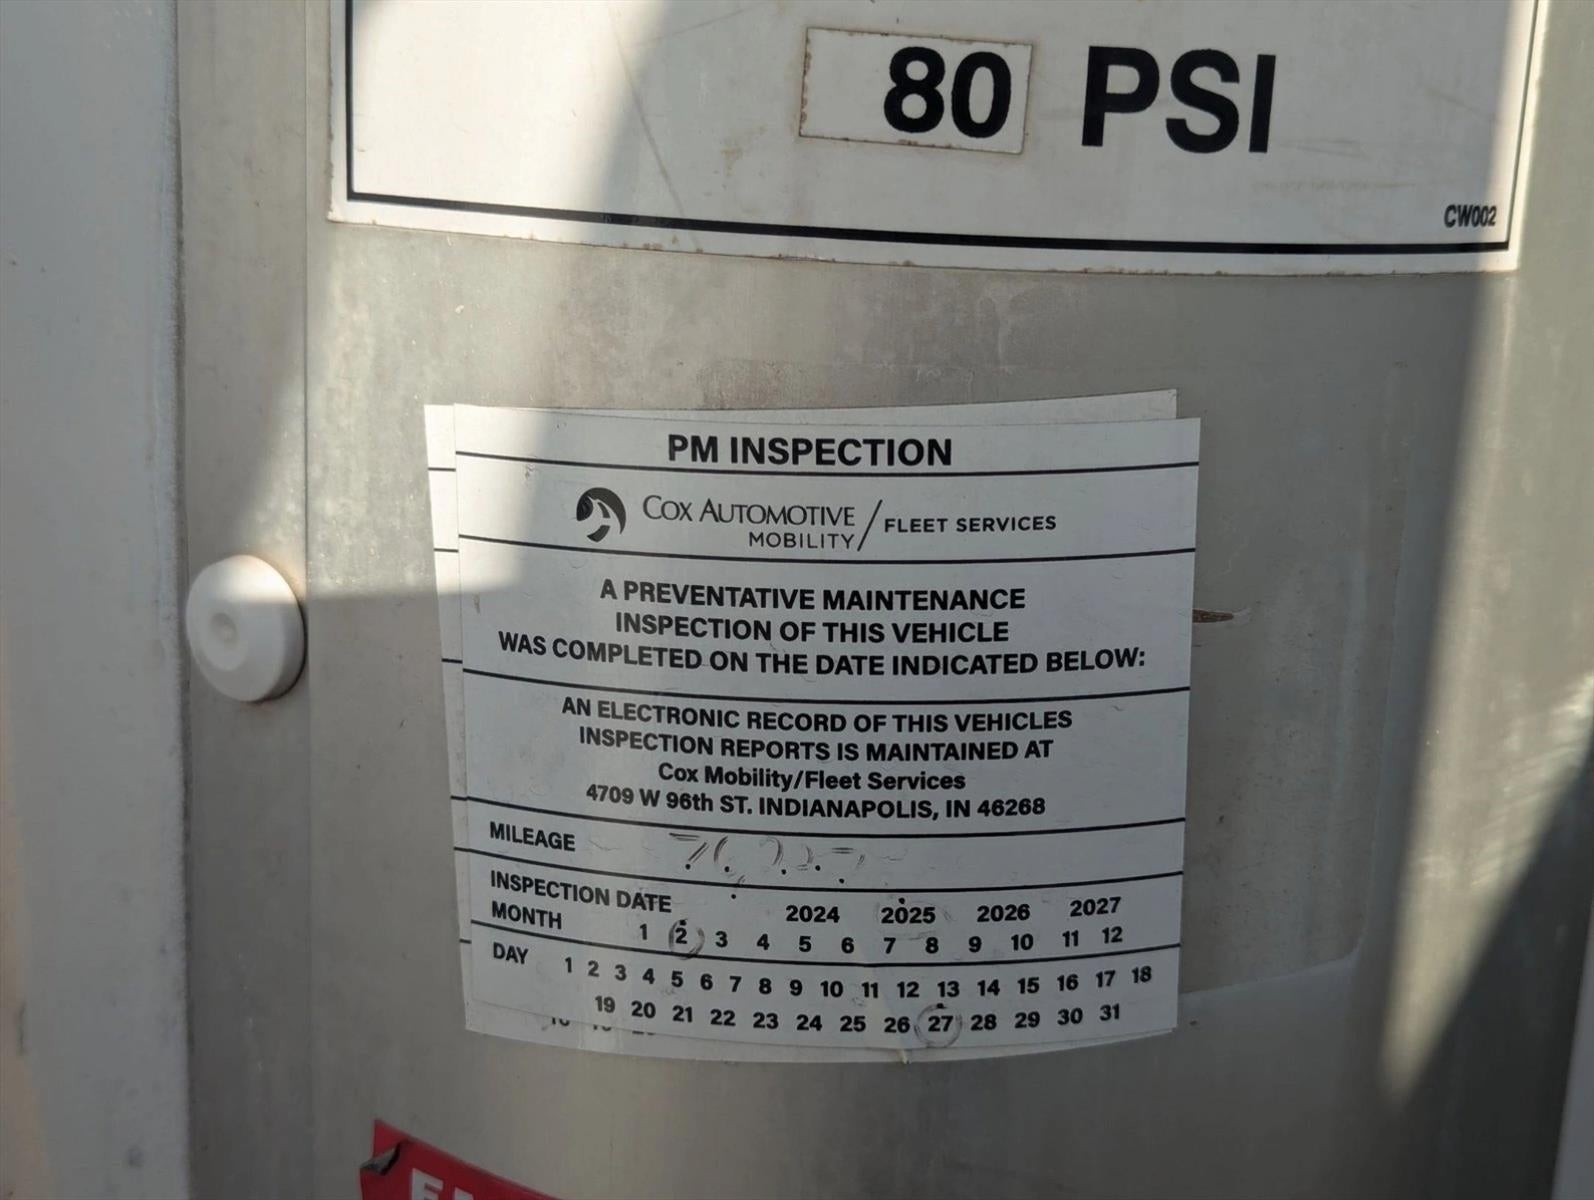 80 PSI
CW002
PM INSPECTION
COX AUTOMOTIVE
MOBILITY / FLEET SERVICES
A PREVENTATIVE MAINTENANCE
INSPECTION OF THIS VEHICLE
WAS COMPLETED ON THE DATE INDICATED BELOW:
AN ELECTRONIC RECORD OF THIS VEHICLES
INSPECTION REPORTS IS MAINTAINED AT
Cox Mobility/Fleet Services
4709 W 96th ST. INDIANAPOLIS, IN 46268
MILEAGE
INSPECTION DATE 2024 2025 2026 2027
MONTH 1 2 3 4 5 6 7 8 9 10 11 12
DAY 1 2 3 4 5 6 7 8 9 10 11 12 13 14 15 16 17 18
19 20 21 22 23 24 25 26 27 28 29 30 31